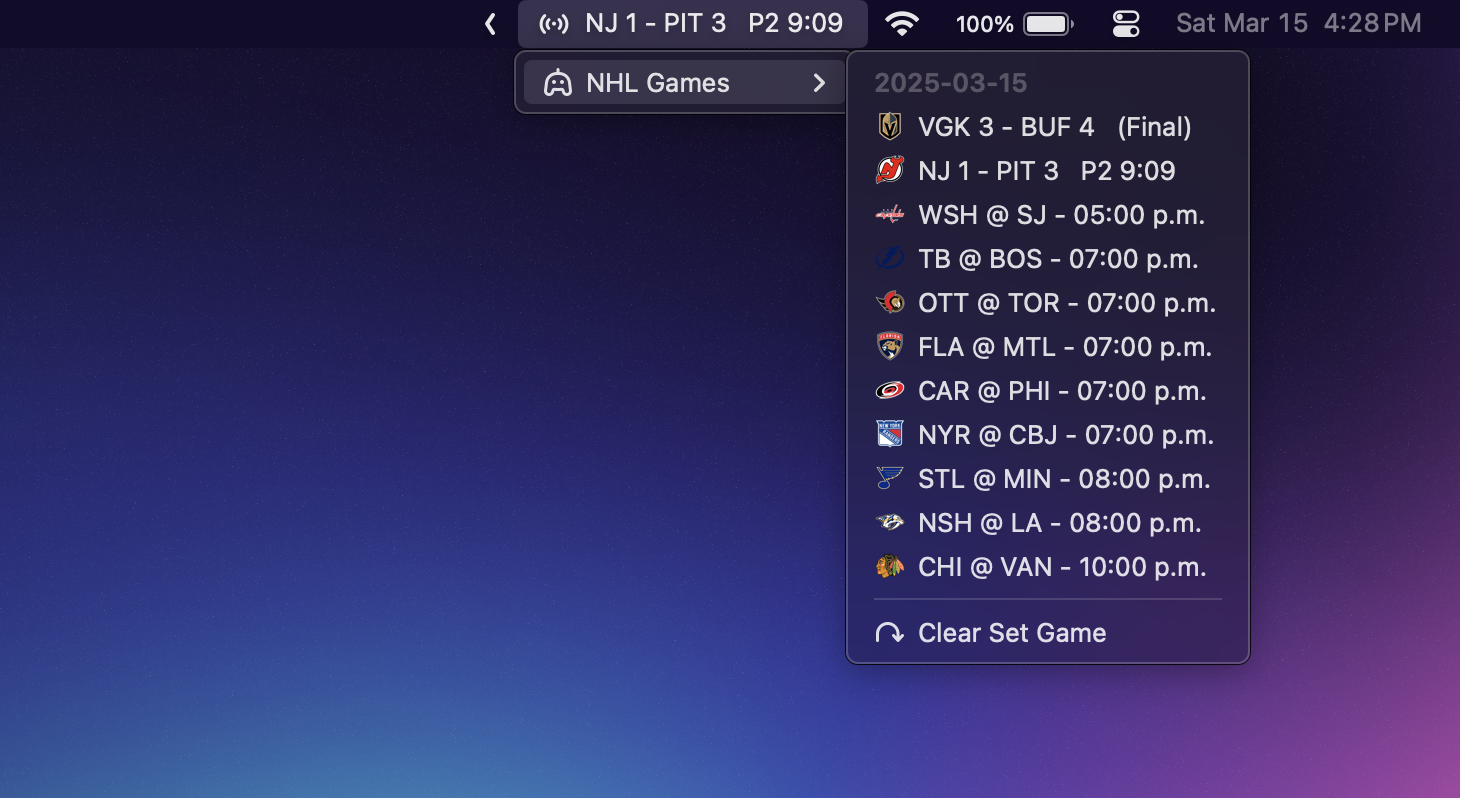 NJ 1 - PIT 3 P2 9:09 100% Sat Mar 15 4:28 PM
NHL Games
2025-03-15
VGK 3 - BUF 4 (Final)
NJ 1 - PIT 3 P2 9:09
WSH @ SJ - 05:00 p.m.
TB @ BOS - 07:00 p.m.
OTT @ TOR - 07:00 p.m.
FLA @ MTL - 07:00 p.m.
CAR @ PHI - 07:00 p.m.
NYR @ CBJ - 07:00 p.m.
STL @ MIN - 08:00 p.m.
NSH @ LA - 08:00 p.m.
CHI @ VAN - 10:00 p.m.
Clear Set Game